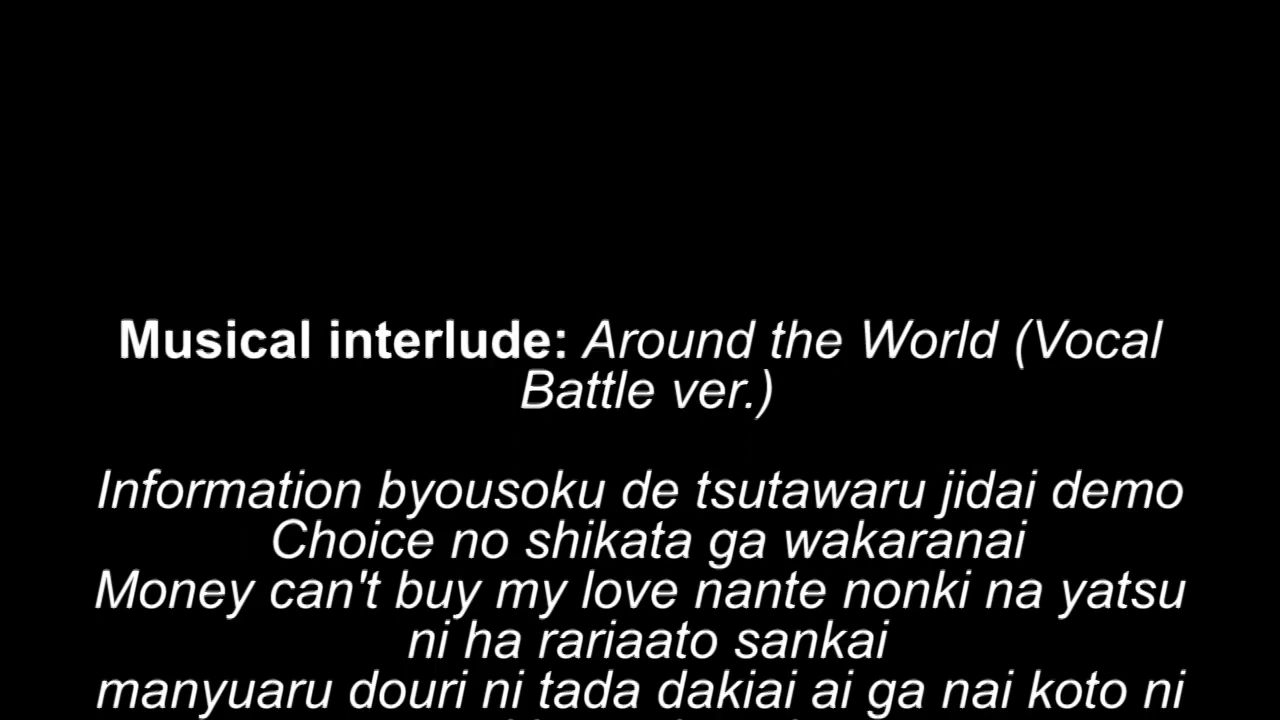 Musical interlude: Around the World (Vocal
Battle ver.)
Information byousoku de tsutawaru jidai demo
Choice no shikata ga wakaranai
Money can't buy my love nante nonki na yatsu
ni ha rariaato sankai
manyuaru douri ni tada dakiai ai ga nai koto ni